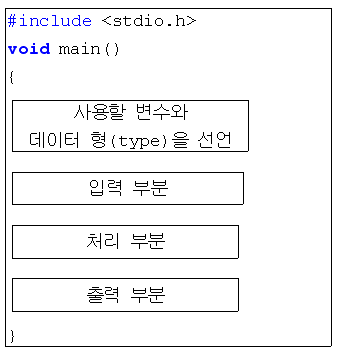 #include <stdio.h>
void main()
{
사용할 변수와
데이터 형(type)을 선언
입력 부분
처리 부분
출력 부분
}